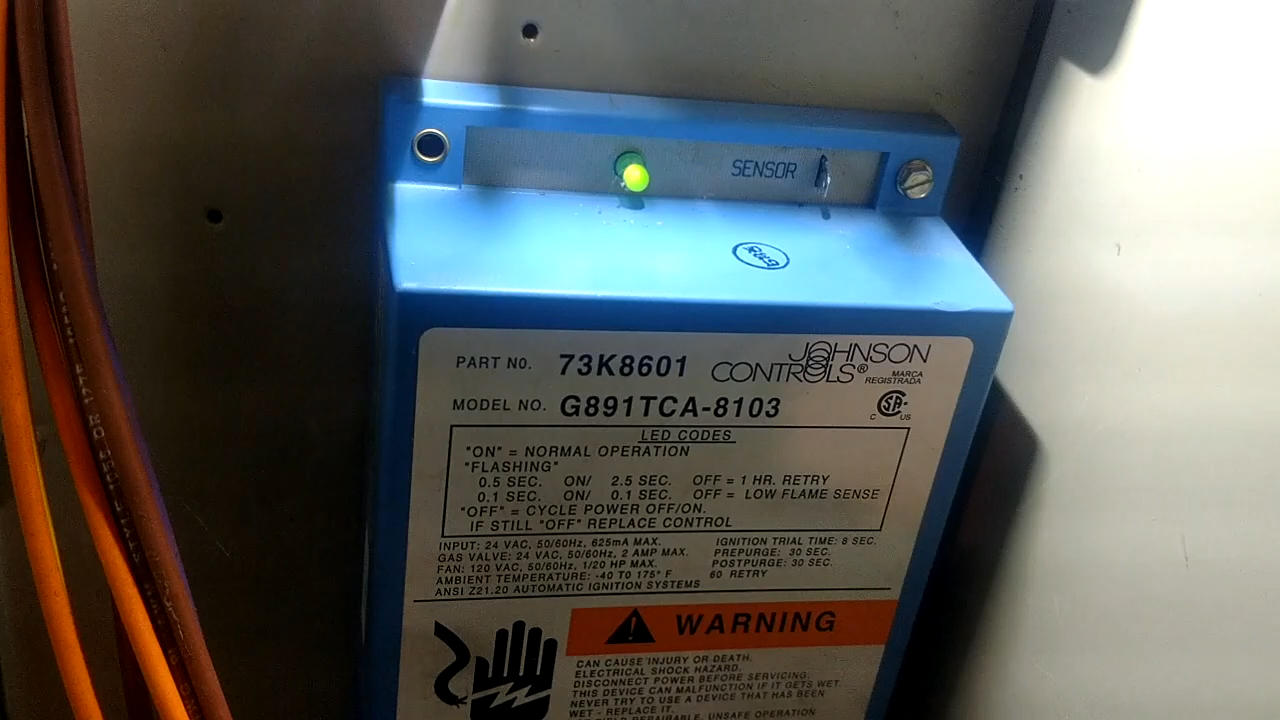 SENSOR
PART NO. 73K8601
JOHNSON CONTROLS®
MARCA REGISTRADA
MODEL NO. G891TCA-8103
C SA US
LED CODES
"ON" = NORMAL OPERATION
"FLASHING"
0.5 SEC. ON/ 2.5 SEC. OFF = 1 HR. RETRY
0.1 SEC. ON/ 0.1 SEC. OFF = LOW FLAME SENSE
"OFF" = CYCLE POWER OFF/ON.
IF STILL "OFF" REPLACE CONTROL
INPUT: 24 VAC, 50/60Hz, 625mA MAX. IGNITION TRIAL TIME: 8 SEC.
GAS VALVE: 24 VAC, 50/60Hz, 2 AMP MAX. PREPURGE: 30 SEC.
FAN: 120 VAC, 50/60Hz, 1/20 HP MAX. POSTPURGE: 30 SEC.
AMBIENT TEMPERATURE: -40 TO 175° F 60 RETRY
ANSI Z21.20 AUTOMATIC IGNITION SYSTEMS
WARNING
CAN CAUSE INJURY OR DEATH.
ELECTRICAL SHOCK HAZARD.
DISCONNECT POWER BEFORE SERVICING.
THIS DEVICE CAN MALFUNCTION IF IT GETS WET.
NEVER TRY TO USE A DEVICE THAT HAS BEEN
WET - REPLACE IT.
REPAIRABLE. UNSAFE OPERATION